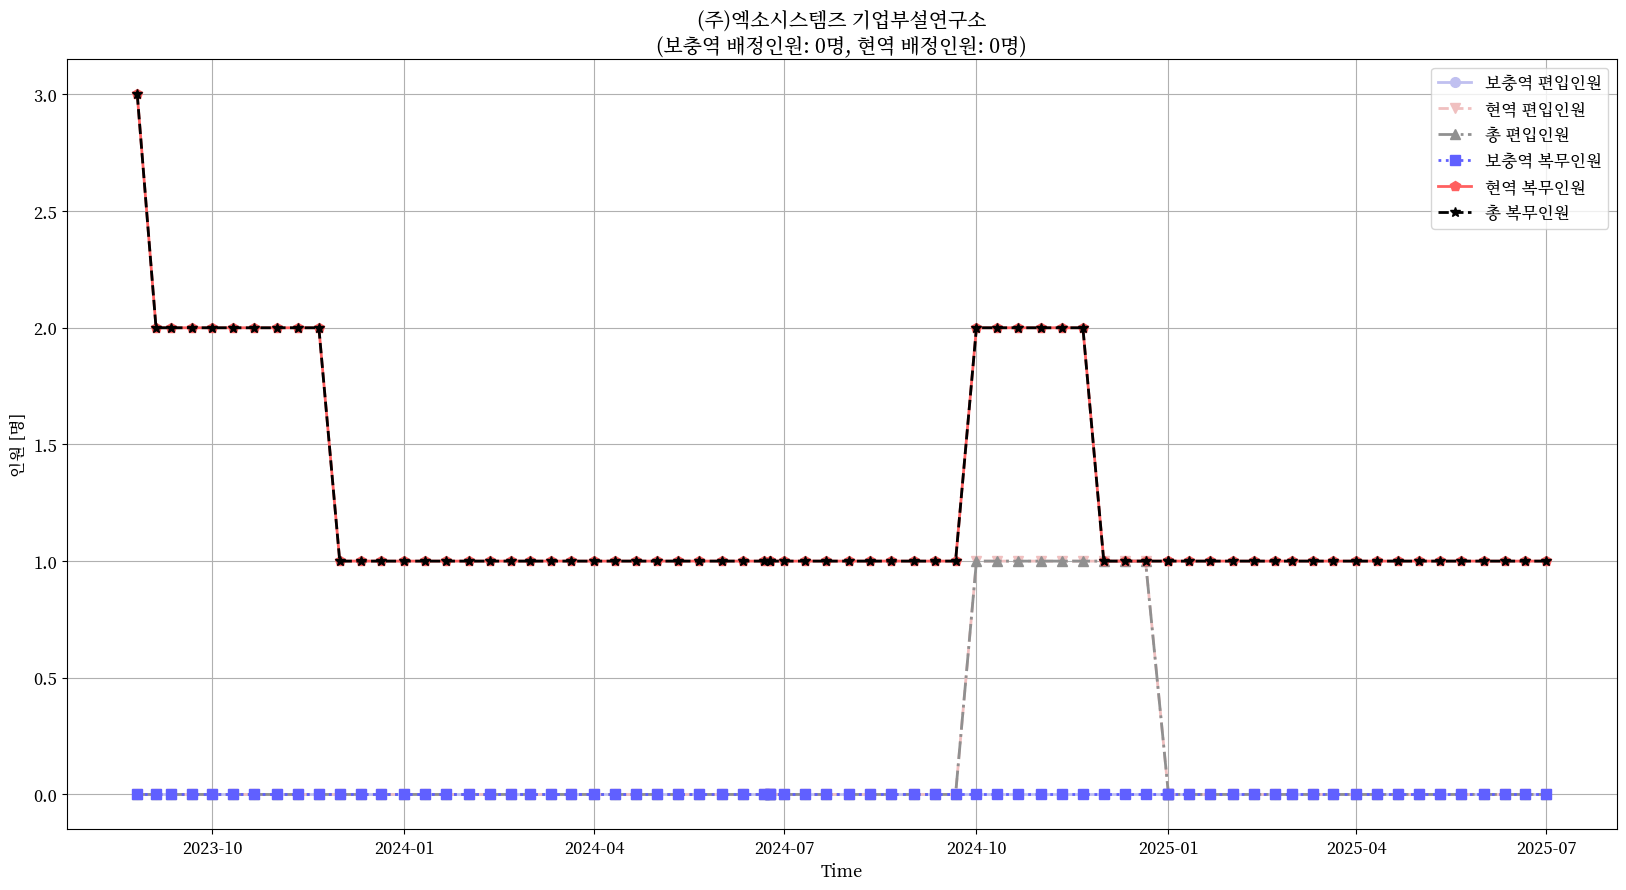 (주)엑소시스템즈 기업부설연구소
(보충역 배정인원: 0명, 현역 배정인원: 0명)
보충역 편입인원
현역 편입인원
총 편입인원
보충역 복무인원
현역 복무인원
총 복무인원
인원 [명]
3.0
2.5
2.0
1.5
1.0
0.5
0.0
2023-10
2024-01
2024-04
2024-07
2024-10
2025-01
2025-04
2025-07
Time